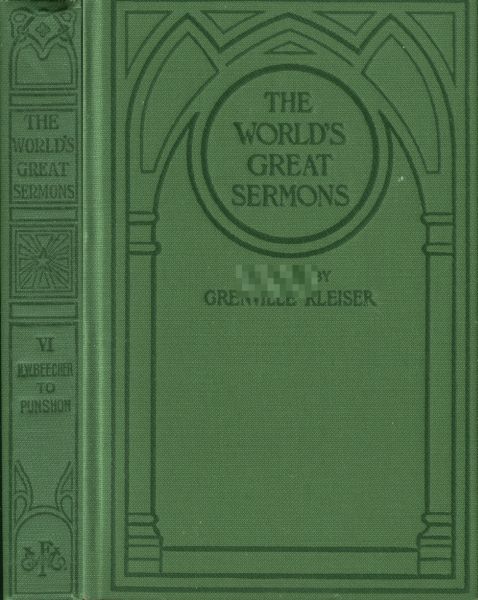 THE
WORLD'S
GREAT
SERMONS
VI
H.W.BEECHER
TO
PUNSHON
THE
WORLD'S
GREAT
SERMONS
BY
GRENVILLE KLEISER